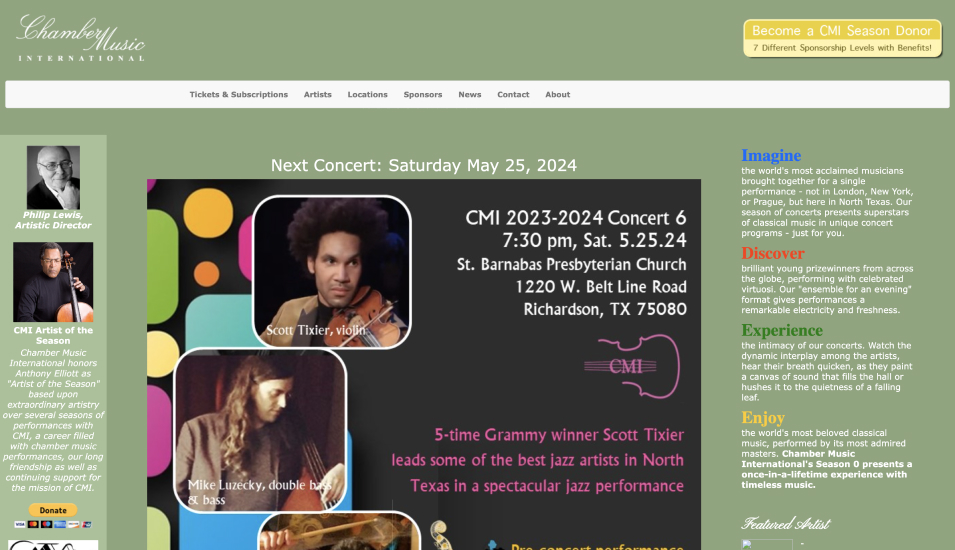 Chamber
Music
INTERNATIONAL
Become a CMI Season Donor
7 Different Sponsorship Levels with Benefits!
Tickets & Subscriptions
Artists
Locations
Sponsors
News
Contact
About
Philip Lewis,
Artistic Director
CMI Artist of the
Season
Chamber Music
International honors
Anthony Elliott as
"Artist of the Season"
based upon
extraordinary artistry
over several seasons of
performances with
CMI, a career filled
with chamber music
performances, our long
friendship as well as
continuing support for
the mission of CMI.
Donate
VISA
Next Concert: Saturday May 25, 2024
CMI 2023-2024 Concert 6
7:30 pm, Sat. 5.25.24
St. Barnabas Presbyterian Church
1220 W. Belt Line Road
Richardson, TX 75080
Scott Tixier, violin
CMI
5-time Grammy winner Scott Tixier
leads some of the best jazz artists in North
Texas in a spectacular jazz performance
Mike Luzecky, double bass
& bass
Pre-concert performance
Imagine
the world's most acclaimed musicians
brought together for a single
performance - not in London, New York,
or Prague, but here in North Texas. Our
season of concerts presents superstars
of classical music in unique concert
programs - just for you.
Discover
brilliant young prizewinners from across
the globe, performing with celebrated
virtuosi. Our "ensemble for an evening"
format gives performances a
remarkable electricity and freshness.
Experience
the intimacy of our concerts. Watch the
dynamic interplay among the artists,
hear their breath quicken, as they paint
a canvas of sound that fills the hall or
hushes it to the quietness of a falling
leaf.
Enjoy
the world's most beloved classical
music, performed by its most admired
masters. Chamber Music
International's Season 0 presents a
once-in-a-lifetime experience with
timeless music.
Featured Artist
-